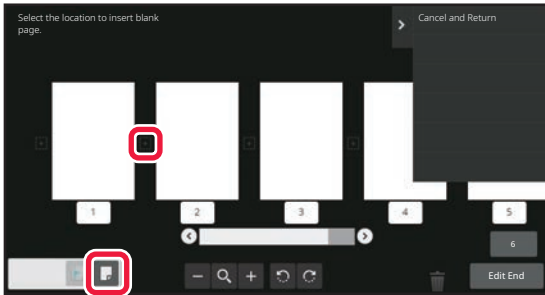 Select the location to insert blank
page.
Cancel and Return
1
2
3
4
5
6
Edit End